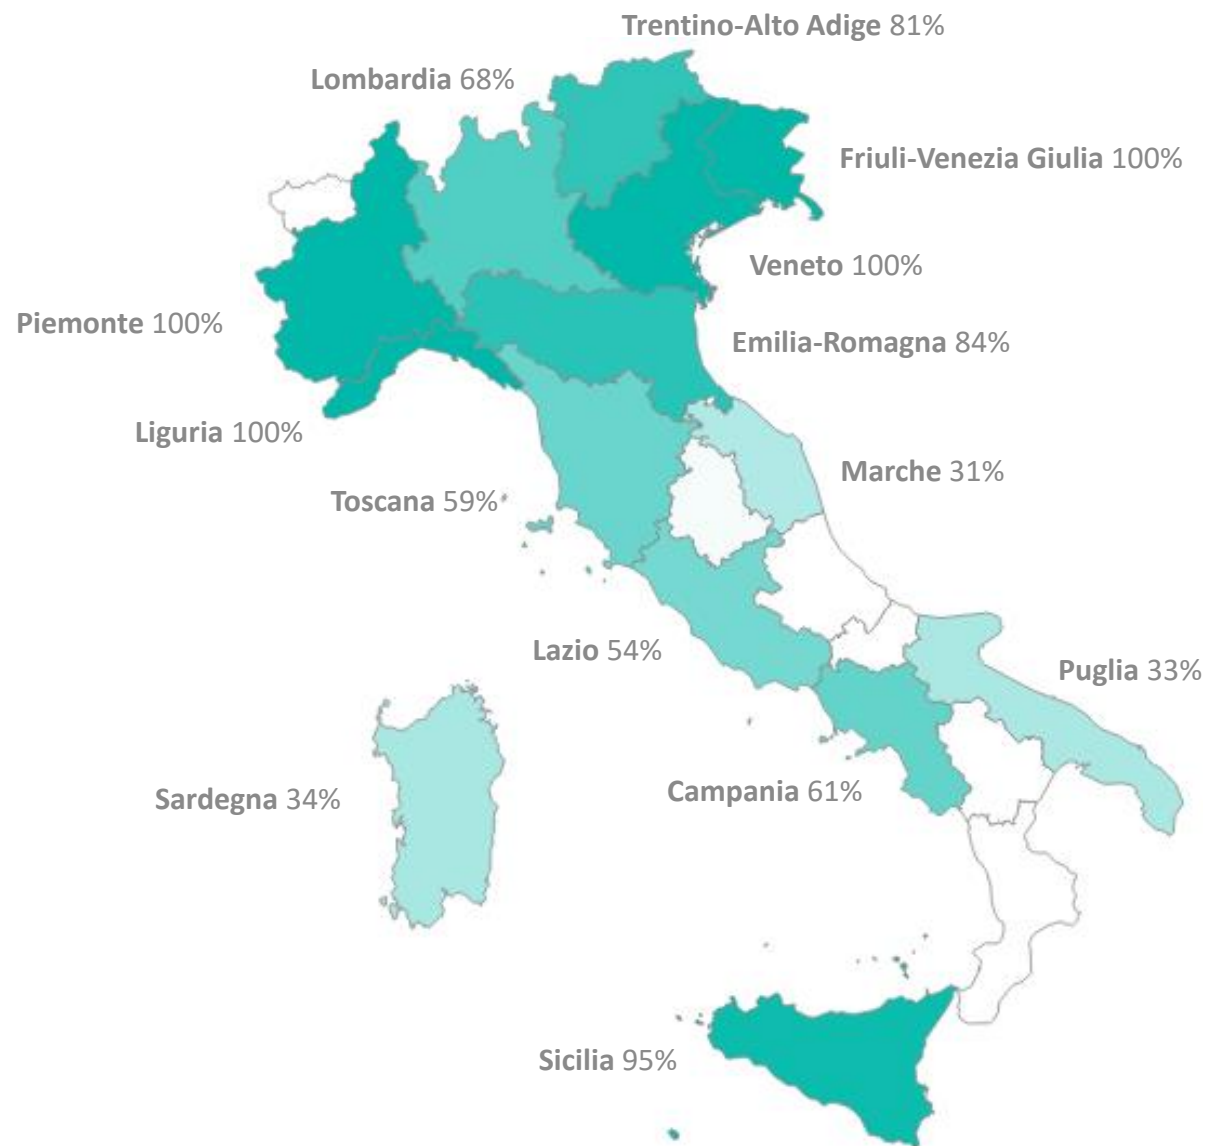 Trentino-Alto Adige 81%
Lombardia 68%
Friuli-Venezia Giulia 100%
Veneto 100%
Piemonte 100%
Emilia-Romagna 84%
Liguria 100%
Marche 31%
Toscana 59%
Lazio 54%
Puglia 33%
Campania 61%
Sardegna 34%
Sicilia 95%